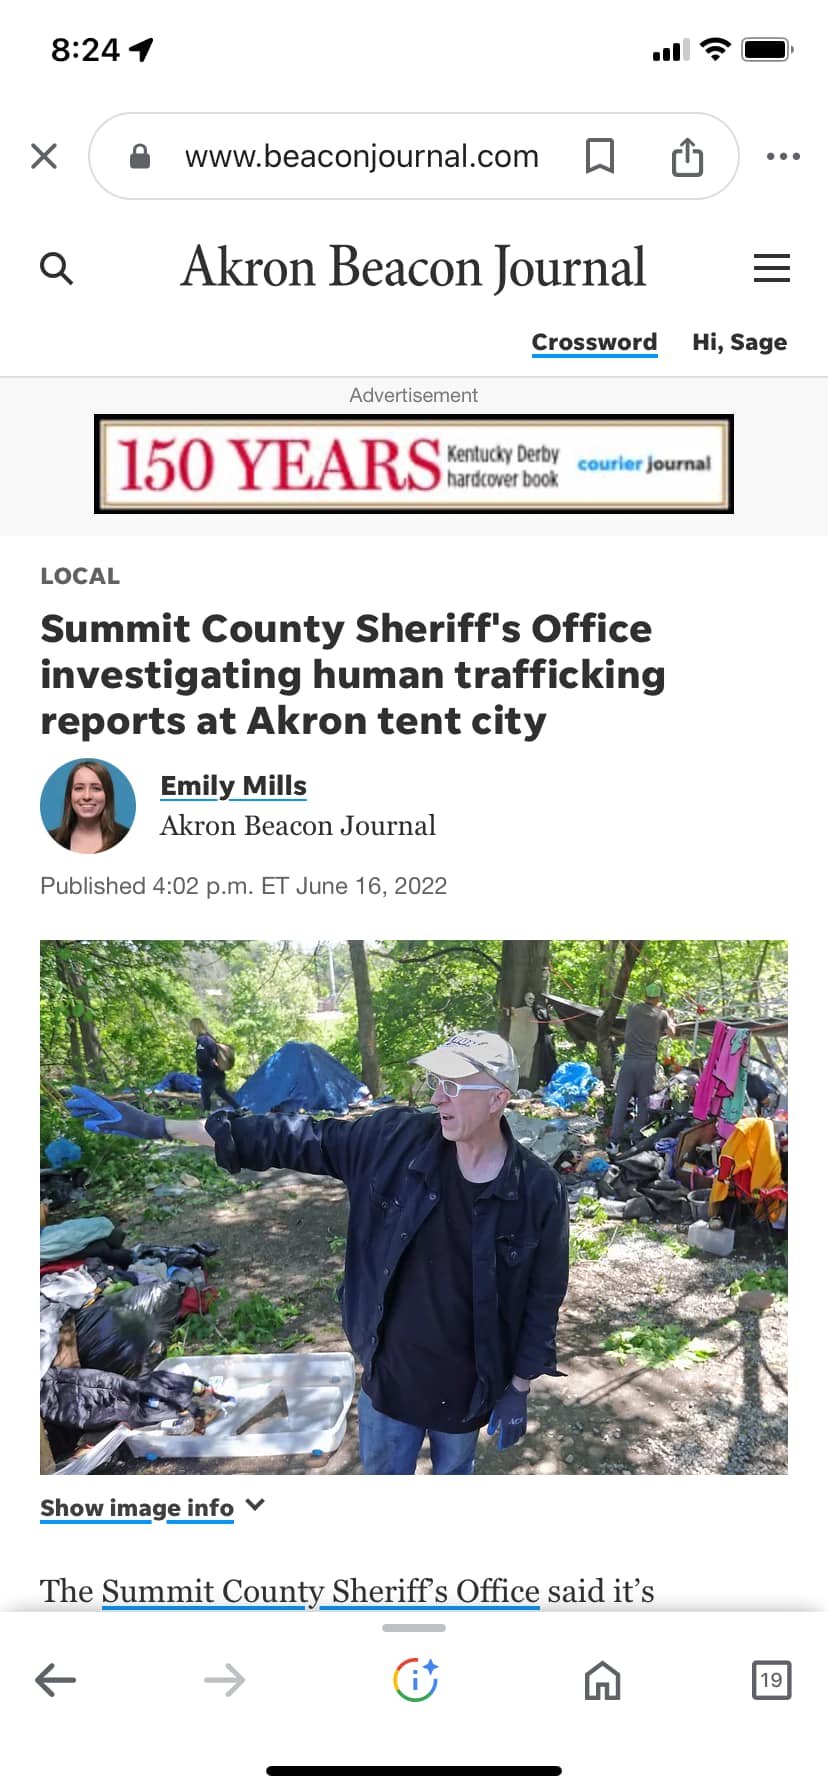 8:24
www.beaconjournal.com
Akron Beacon Journal
Crossword Hi, Sage
Advertisement
150 YEARS Kentucky Derby
hardcover book
courier journal
LOCAL
Summit County Sheriff's Office
investigating human trafficking
reports at Akron tent city
Emily Mills
Akron Beacon Journal
Published 4:02 p.m. ET June 16, 2022
Show image info
The Summit County Sheriff’s Office said it’s
19